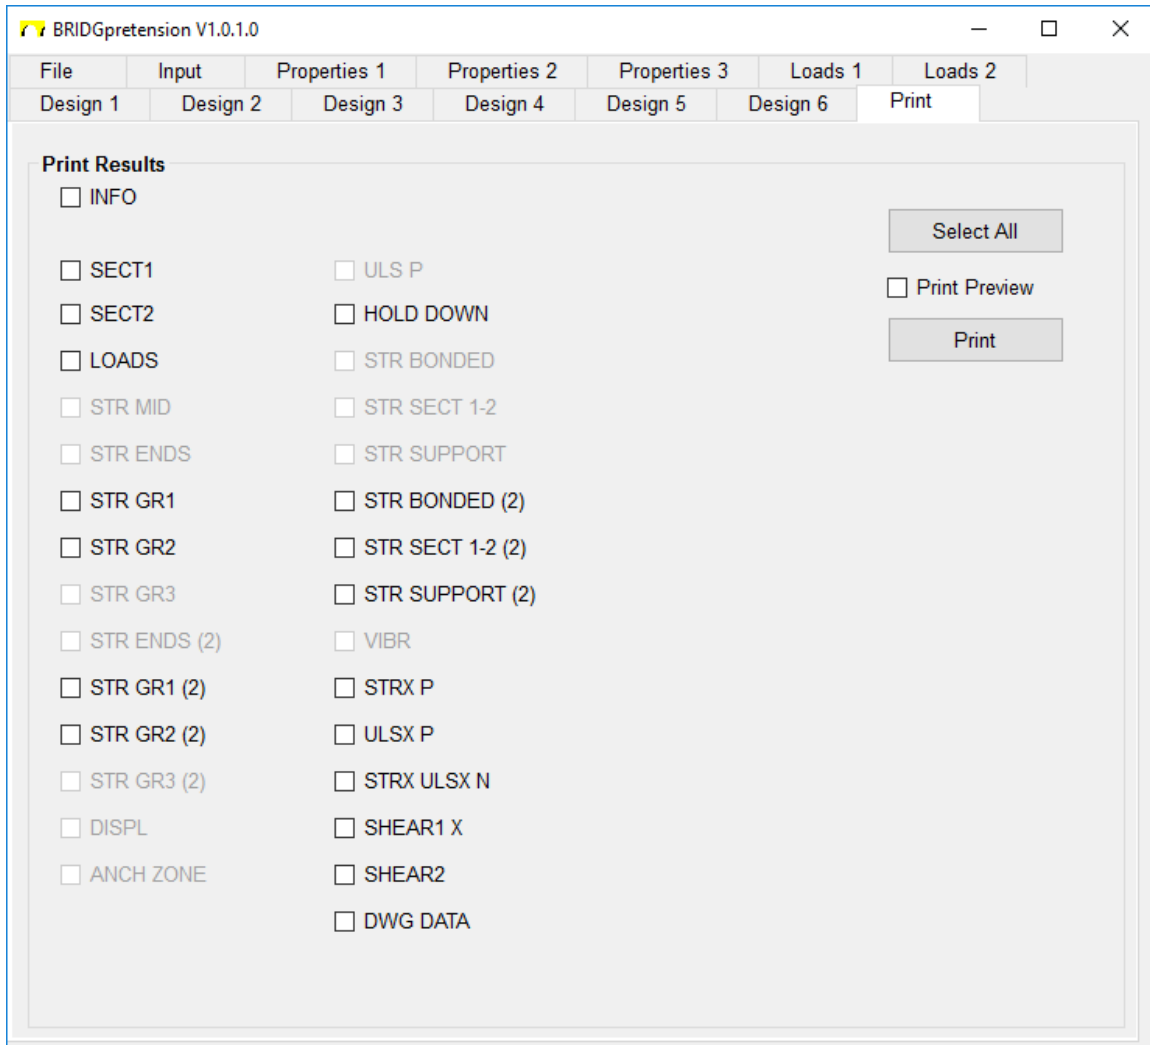 BRIDGpretension V1.0.1.0
File Input Properties 1 Properties 2 Properties 3 Loads 1 Loads 2
Design 1 Design 2 Design 3 Design 4 Design 5 Design 6 Print
Print Results
INFO
Select All
SECT1 ULS P
Print Preview
SECT2 HOLD DOWN
Print
LOADS STR BONDED
STR MID STR SECT 1-2
STR ENDS STR SUPPORT
STR GR1 STR BONDED (2)
STR GR2 STR SECT 1-2 (2)
STR GR3 STR SUPPORT (2)
STR ENDS (2) VIBR
STR GR1 (2) STRX P
STR GR2 (2) ULSX P
STR GR3 (2) STRX ULSX N
DISPL SHEAR1 X
ANCH ZONE SHEAR2
DWG DATA